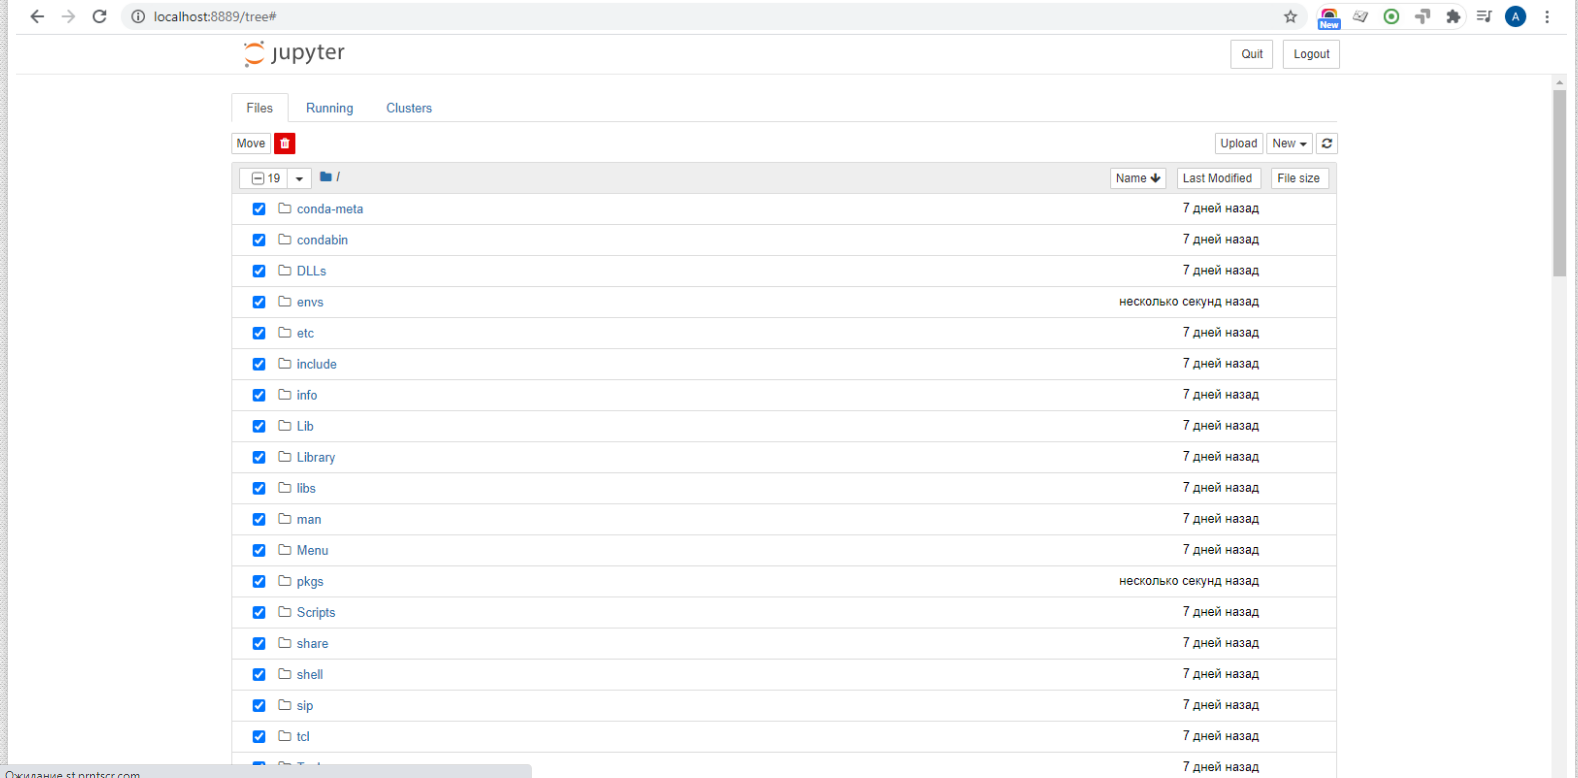 localhost:8889/tree#
New
A
jupyter
Quit
Logout
Files
Running
Clusters
Move
Upload
New
19
/
Name
Last Modified
File size
conda-meta
7 дней назад
condabin
7 дней назад
DLLs
7 дней назад
envs
несколько секунд назад
etc
7 дней назад
include
7 дней назад
info
7 дней назад
Lib
7 дней назад
Library
7 дней назад
libs
7 дней назад
man
7 дней назад
Menu
7 дней назад
pkgs
несколько секунд назад
Scripts
7 дней назад
share
7 дней назад
shell
7 дней назад
sip
7 дней назад
tcl
7 дней назад
7 дней назад
Ожидание st.prntscr.com